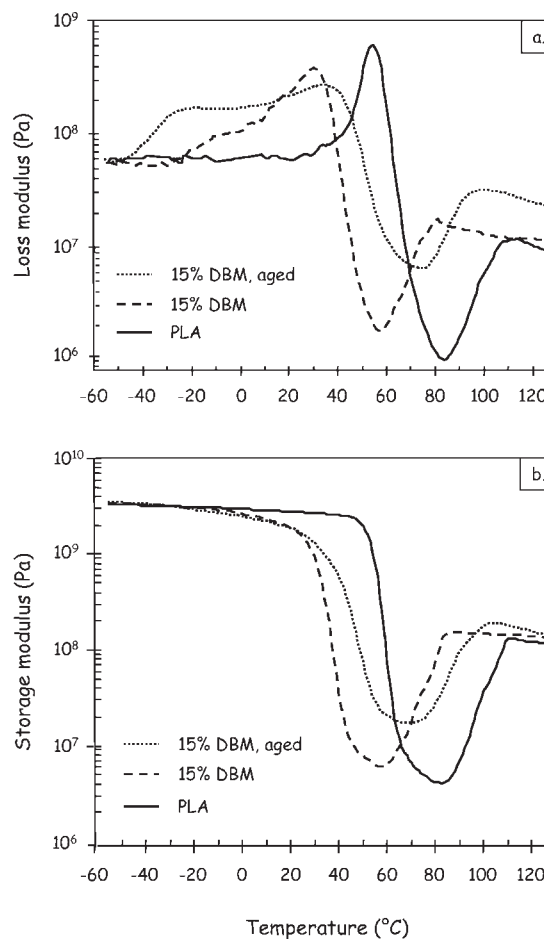 a.
10⁹
10⁸
10⁷
10⁶
Loss modulus (Pa)
15% DBM, aged
15% DBM
PLA
-60 -40 -20 0 20 40 60 80 100 120
b.
10¹⁰
10⁹
10⁸
10⁷
10⁶
Storage modulus (Pa)
15% DBM, aged
15% DBM
PLA
-60 -40 -20 0 20 40 60 80 100 120
Temperature (°C)